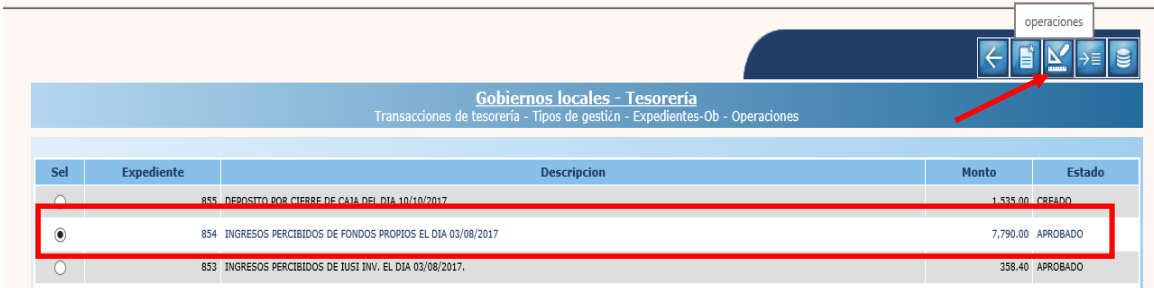 operaciones
Gobiernos locales - Tesorería
Transacciones de tesoreria - Tipos de gesti¿n - Expedientes-Ob - Operaciones
Sel Expediente Descripcion Monto Estado
855 DEPOSITO POR CIERRE DE CAJA DEL DIA 10/10/2017 1,535.00 CREADO
854 INGRESOS PERCIBIDOS DE FONDOS PROPIOS EL DIA 03/08/2017 7,790.00 APROBADO
853 INGRESOS PERCIBIDOS DE IUSI INV. EL DIA 03/08/2017. 358.40 APROBADO